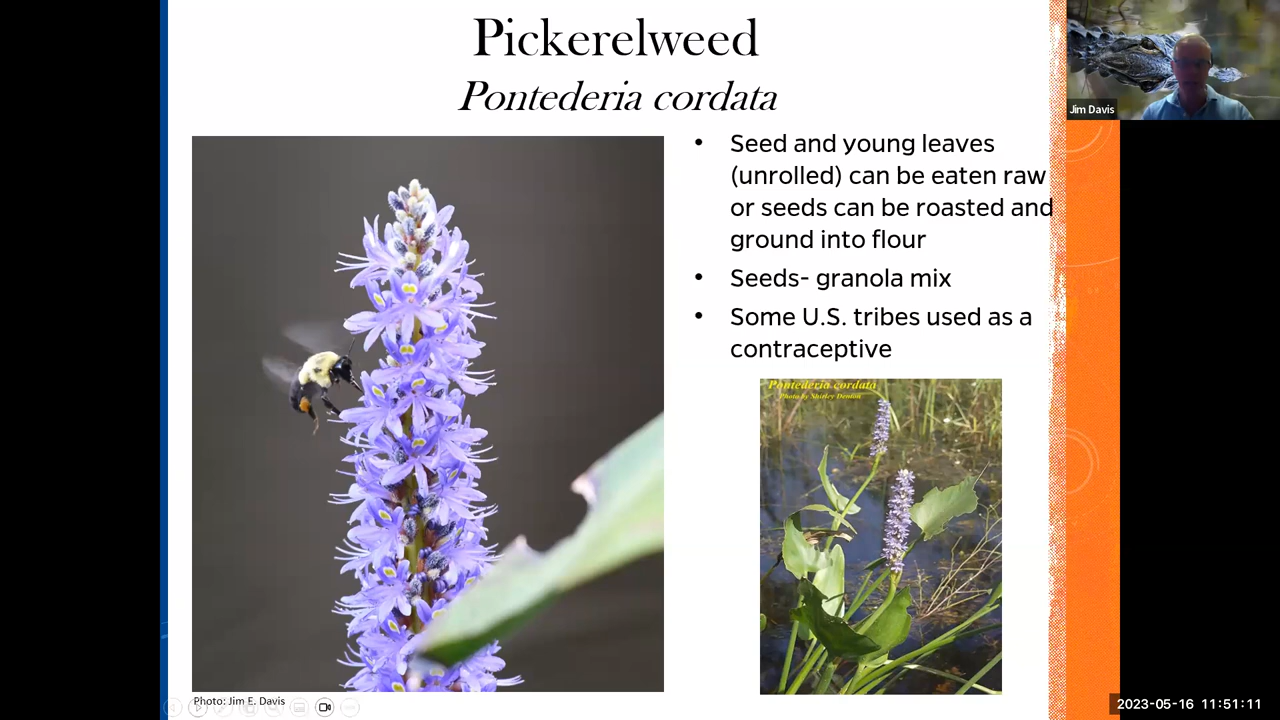 Pickerelweed
Pontederia cordata
Jim Davis
• Seed and young leaves
(unrolled) can be eaten raw
or seeds can be roasted and
ground into flour
• Seeds- granola mix
• Some U.S. tribes used as a
contraceptive
Pontederia cordata
Photo by Shirley Denton
Photo: Jim E. Davis
2023-05-16 11:51:11